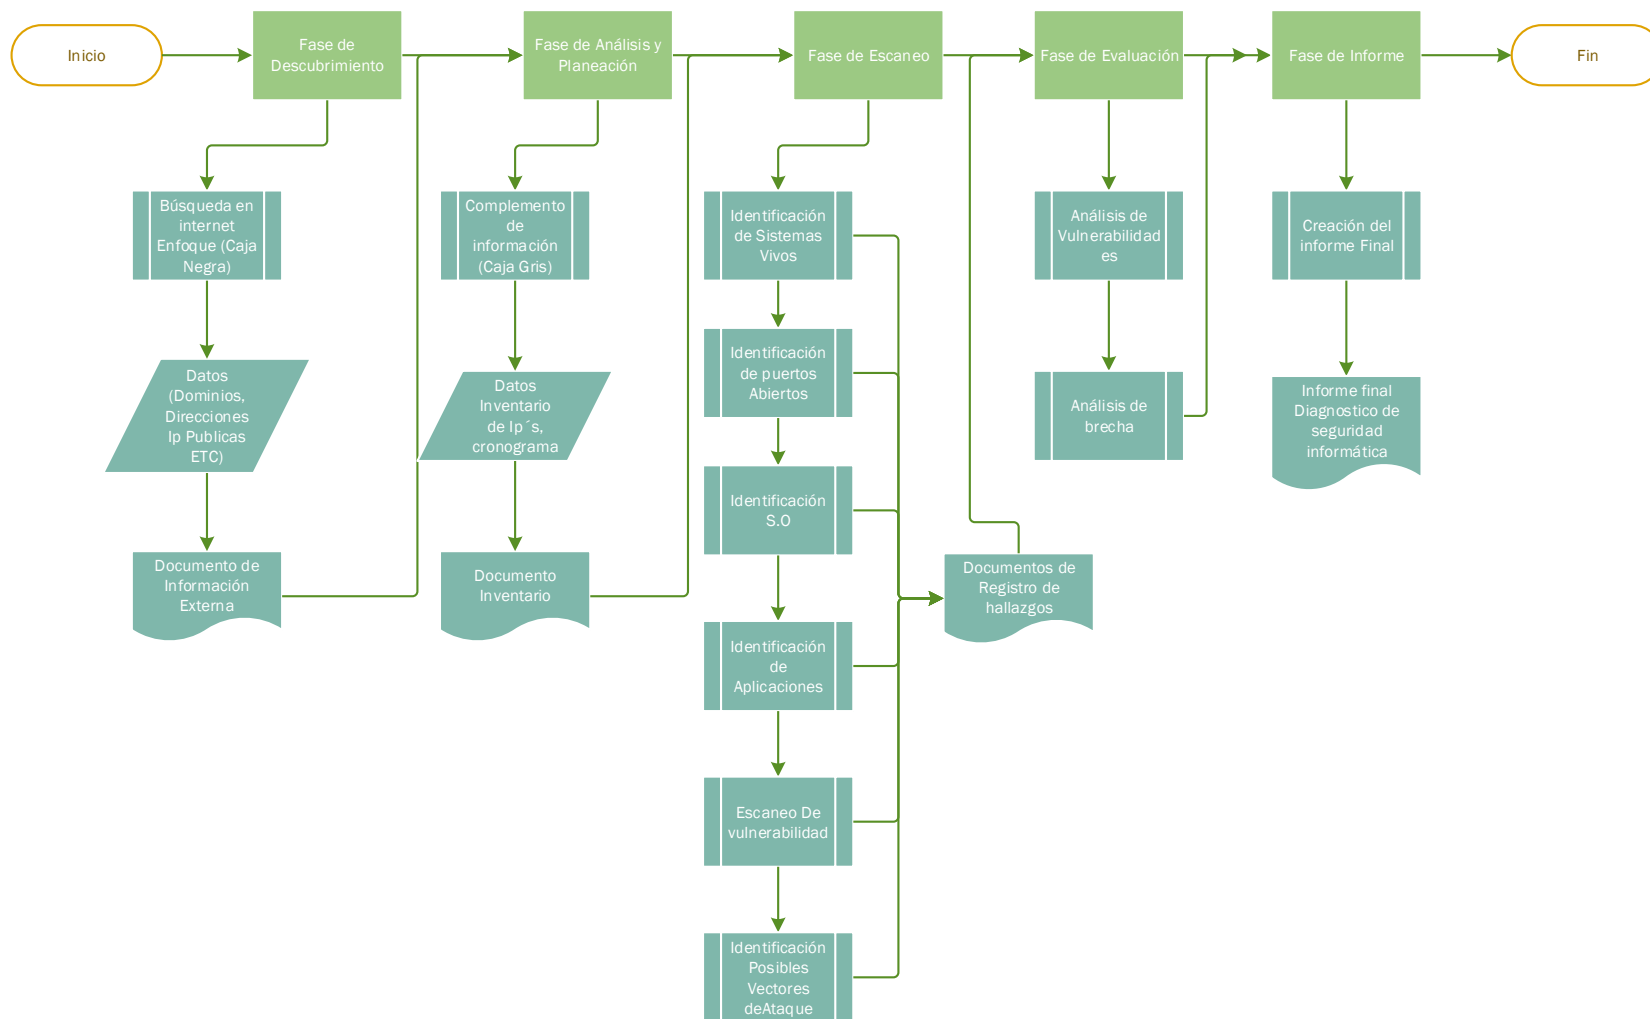 Inicio
Fase de
Descubrimiento
Fase de Análisis y
Planeación
Fase de Escaneo
Fase de Evaluación
Fase de Informe
Fin
Búsqueda en
internet
Enfoque (Caja
Negra)
Datos
(Dominios,
Direcciones
Ip Publicas
ETC)
Documento de
Información
Externa
Complemento
de
información
(Caja Gris)
Datos
Inventario
de Ip´s,
cronograma
Documento
Inventario
Identificación
de Sistemas
Vivos
Identificación
de puertos
Abiertos
Identificación
S.O
Identificación
de
Aplicaciones
Escaneo De
vulnerabilidad
Identificación
Posibles
Vectores
deAtaque
Documentos de
Registro de
hallazgos
Análisis de
Vulnerabilidad
es
Análisis de
brecha
Creación del
informe Final
Informe final
Diagnostico de
seguridad
informática